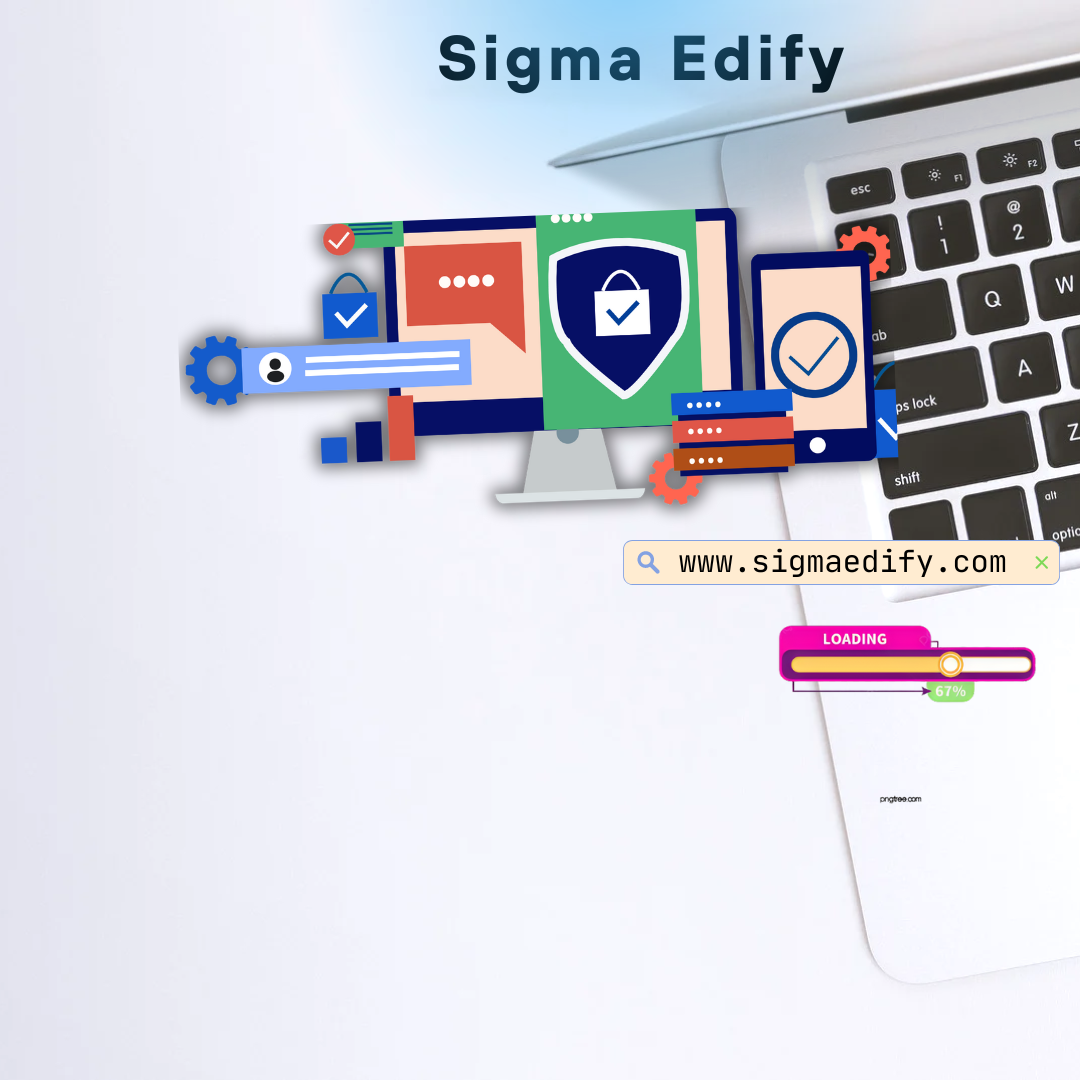 Sigma Edify
esc
F1
F2
!
1
@
2
Q
W
ab
A
ps lock
Z
shift
alt
optio
www.sigmaedify.com
LOADING
67%
pngtree.com